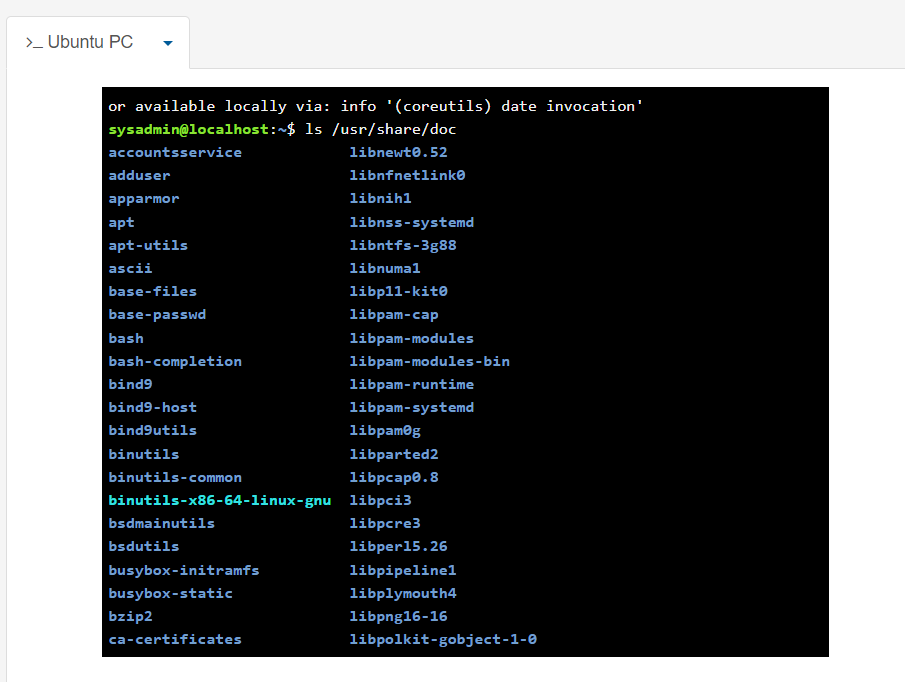 >_ Ubuntu PC
or available locally via: info '(coreutils) date invocation'
sysadmin@localhost:~$ ls /usr/share/doc
accountsservice libnewt0.52
adduser libnfnetlink0
apparmor libnih1
apt libnss-systemd
apt-utils libntfs-3g88
ascii libnuma1
base-files libp11-kit0
base-passwd libpam-cap
bash libpam-modules
bash-completion libpam-modules-bin
bind9 libpam-runtime
bind9-host libpam-systemd
bind9utils libpam0g
binutils libparted2
binutils-common libpcap0.8
binutils-x86-64-linux-gnu libpci3
bsdmainutils libpcre3
bsdutils libperl5.26
busybox-initramfs libpipeline1
busybox-static libplymouth4
bzip2 libpng16-16
ca-certificates libpolkit-gobject-1-0